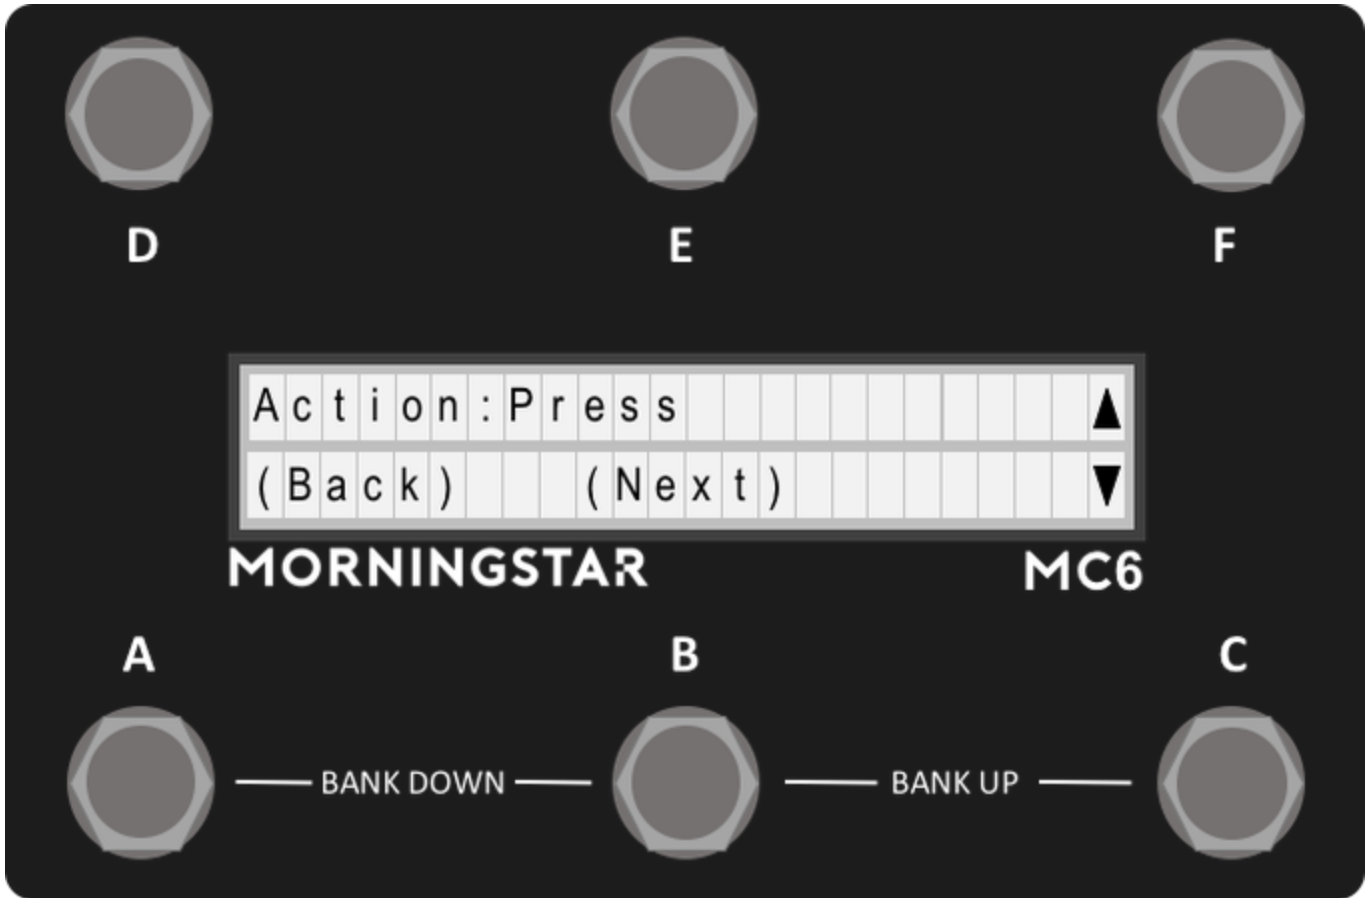 D E F
Action:Press ▲
(Back) (Next) ▼
MORNINGSTAR MC6
A B C
BANK DOWN BANK UP